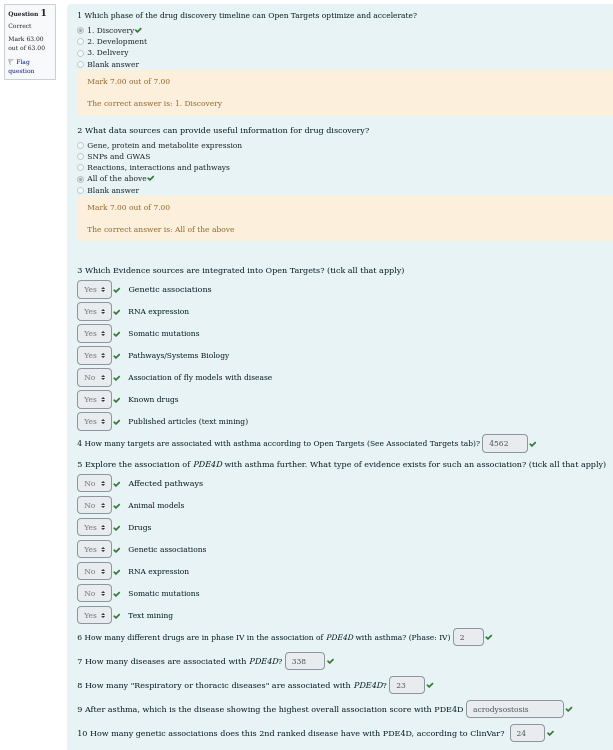 Question 1
Correct
Mark 63.00
out of 63.00
Flag
question
1 Which phase of the drug discovery timeline can Open Targets optimize and accelerate?
1. Discovery
2. Development
3. Delivery
Blank answer
Mark 7.00 out of 7.00
The correct answer is: 1. Discovery
2 What data sources can provide useful information for drug discovery?
Gene, protein and metabolite expression
SNPs and GWAS
Reactions, interactions and pathways
All of the above
Blank answer
Mark 7.00 out of 7.00
The correct answer is: All of the above
3 Which Evidence sources are integrated into Open Targets? (tick all that apply)
Yes Genetic associations
Yes RNA expression
Yes Somatic mutations
Yes Pathways/Systems Biology
No Association of fly models with disease
Yes Known drugs
Yes Published articles (text mining)
4 How many targets are associated with asthma according to Open Targets (See Associated Targets tab)? 4562
5 Explore the association of PDE4D with asthma further. What type of evidence exists for such an association? (tick all that apply)
No Affected pathways
No Animal models
Yes Drugs
Yes Genetic associations
No RNA expression
No Somatic mutations
Yes Text mining
6 How many different drugs are in phase IV in the association of PDE4D with asthma? (Phase: IV) 2
7 How many diseases are associated with PDE4D? 338
8 How many "Respiratory or thoracic diseases" are associated with PDE4D? 23
9 After asthma, which is the disease showing the highest overall association score with PDE4D acrodysostosis
10 How many genetic associations does this 2nd ranked disease have with PDE4D, according to ClinVar? 24